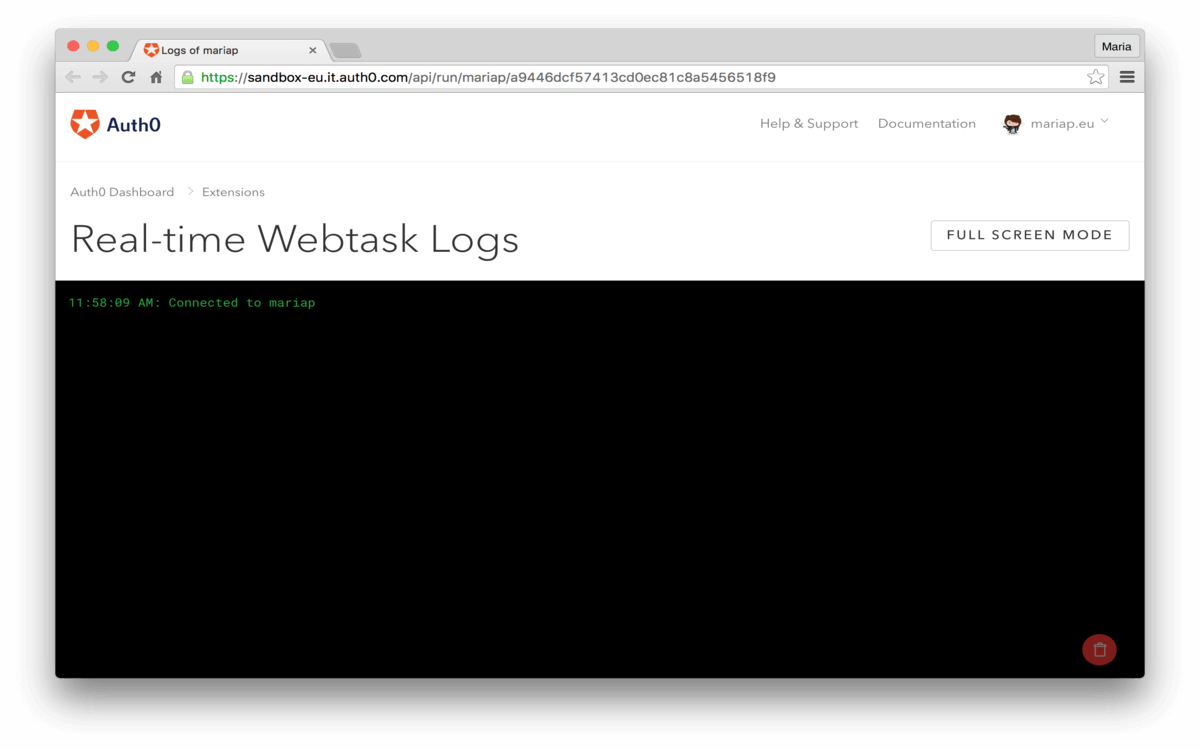 Logs of mariap
Maria
https://sandbox-eu.it.auth0.com/api/run/mariap/a9446dcf57413cd0ec81c8a5456518f9
Auth0
Help & Support
Documentation
mariap.eu
Auth0 Dashboard
Extensions
Real-time Webtask Logs
FULL SCREEN MODE
11:58:09 AM: Connected to mariap